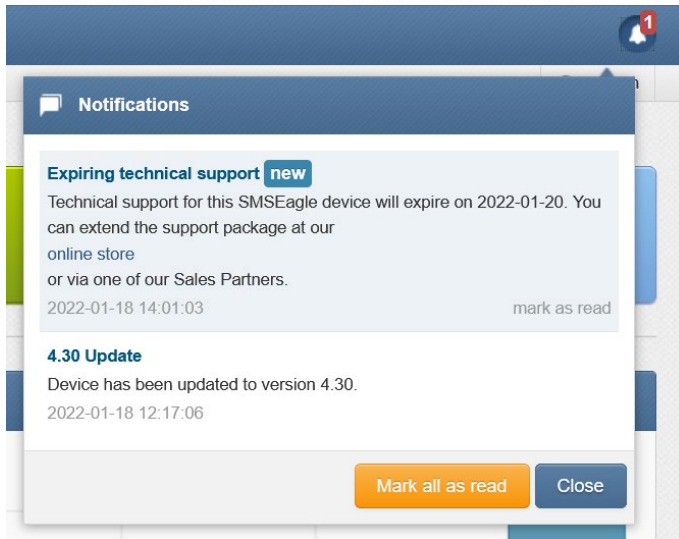 1
Notifications
Expiring technical support new
Technical support for this SMSEagle device will expire on 2022-01-20. You
can extend the support package at our
online store
or via one of our Sales Partners.
2022-01-18 14:01:03 mark as read
4.30 Update
Device has been updated to version 4.30.
2022-01-18 12:17:06
Mark all as read Close